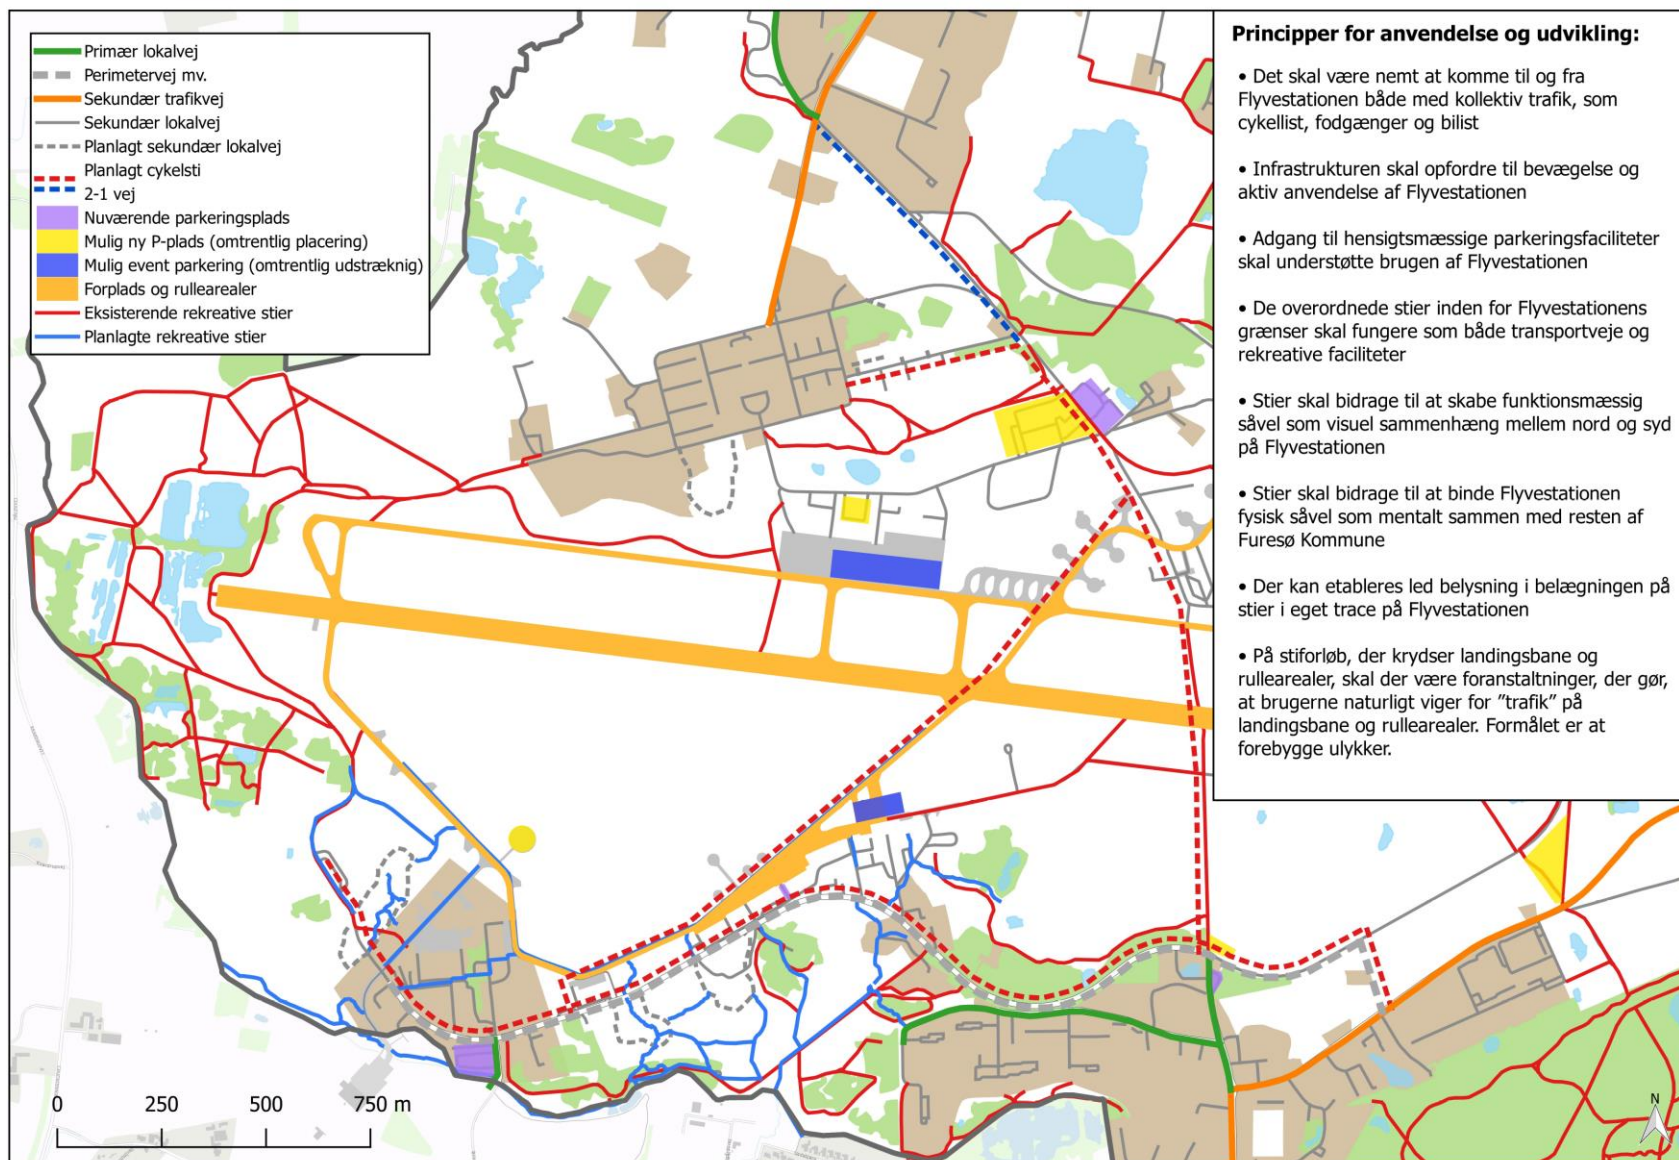 Primær lokalvej
Perimetervej mv.
Sekundær trafikvej
Sekundær lokalvej
Planlagt sekundær lokalvej
Planlagt cykelsti
2-1 vej
Nuværende parkeringsplads
Mulig ny P-plads (omtrentlig placering)
Mulig event parkering (omtrentlig udstræknig)
Forplads og rullearealer
Eksisterende rekreative stier
Planlagte rekreative stier
Principper for anvendelse og udvikling:
• Det skal være nemt at komme til og fra
Flyvestationen både med kollektiv trafik, som
cykellist, fodgænger og bilist
• Infrastrukturen skal opfordre til bevægelse og
aktiv anvendelse af Flyvestationen
• Adgang til hensigtsmæssige parkeringsfaciliteter
skal understøtte brugen af Flyvestationen
• De overordnede stier inden for Flyvestationens
grænser skal fungere som både transportveje og
rekreative faciliteter
• Stier skal bidrage til at skabe funktionsmæssig
såvel som visuel sammenhæng mellem nord og syd
på Flyvestationen
• Stier skal bidrage til at binde Flyvestationen
fysisk såvel som mentalt sammen med resten af
Furesø Kommune
• Der kan etableres led belysning i belægningen på
stier i eget trace på Flyvestationen
• På stiforløb, der krydser landingsbane og
rullearealer, skal der være foranstaltninger, der gør,
at brugerne naturligt viger for ”trafik” på
landingsbane og rullearealer. Formålet er at
forebygge ulykker.
0 250 500 750 m
N